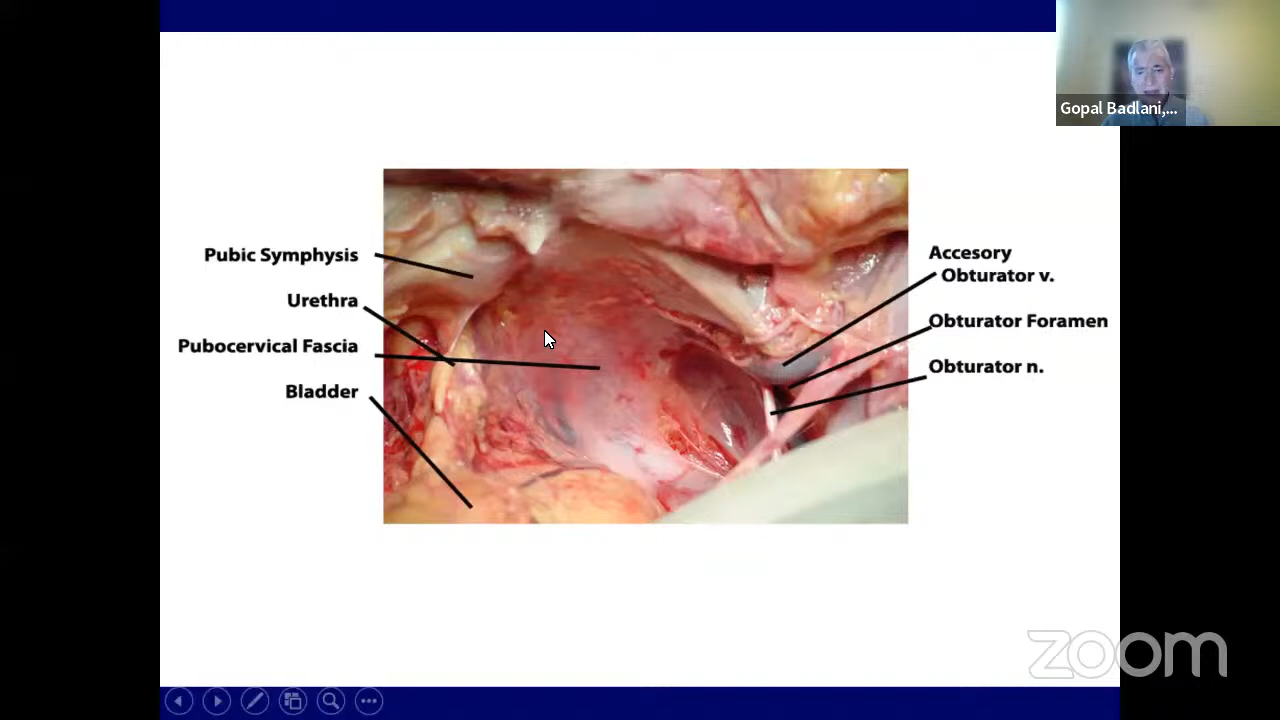 Gopal Badlani,...
Pubic Symphysis
Urethra
Pubocervical Fascia
Bladder
Accesory
Obturator v.
Obturator Foramen
Obturator n.
zoom